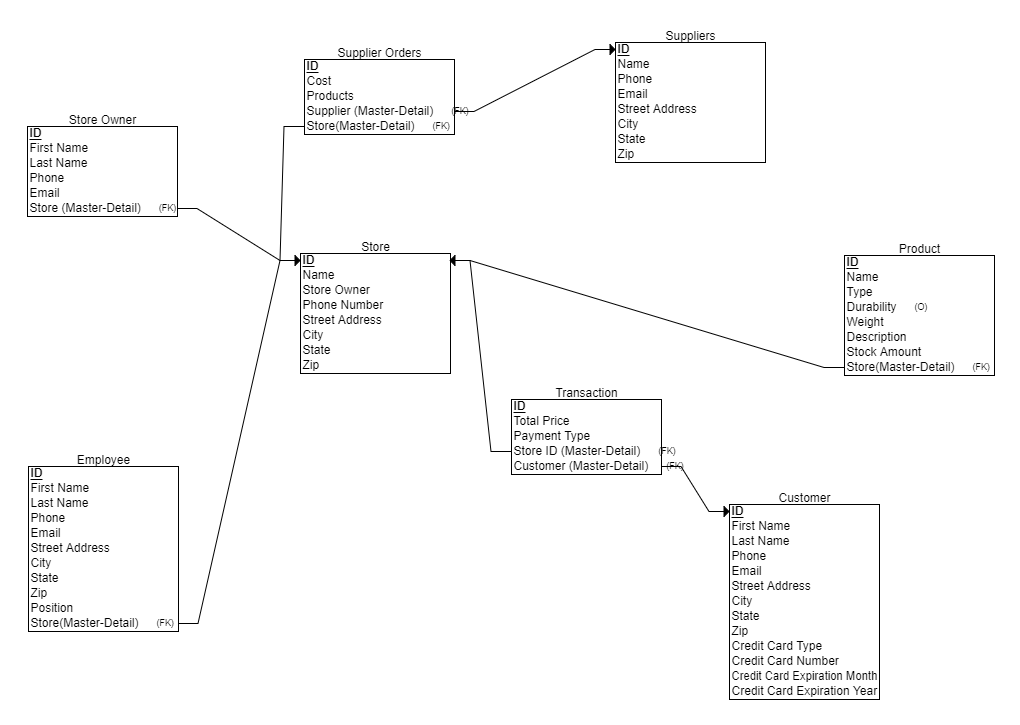 Suppliers
ID
Name
Phone
Email
Street Address
City
State
Zip
Supplier Orders
ID
Cost
Products
Supplier (Master-Detail) (FK)
Store(Master-Detail) (FK)
Store Owner
ID
First Name
Last Name
Phone
Email
Store (Master-Detail) (FK)
Store
ID
Name
Store Owner
Phone Number
Street Address
City
State
Zip
Product
ID
Name
Type
Durability (O)
Weight
Description
Stock Amount
Store(Master-Detail) (FK)
Transaction
ID
Total Price
Payment Type
Store ID (Master-Detail) (FK)
Customer (Master-Detail) (FK)
Employee
ID
First Name
Last Name
Phone
Email
Street Address
City
State
Zip
Position
Store(Master-Detail) (FK)
Customer
ID
First Name
Last Name
Phone
Email
Street Address
City
State
Zip
Credit Card Type
Credit Card Number
Credit Card Expiration Month
Credit Card Expiration Year